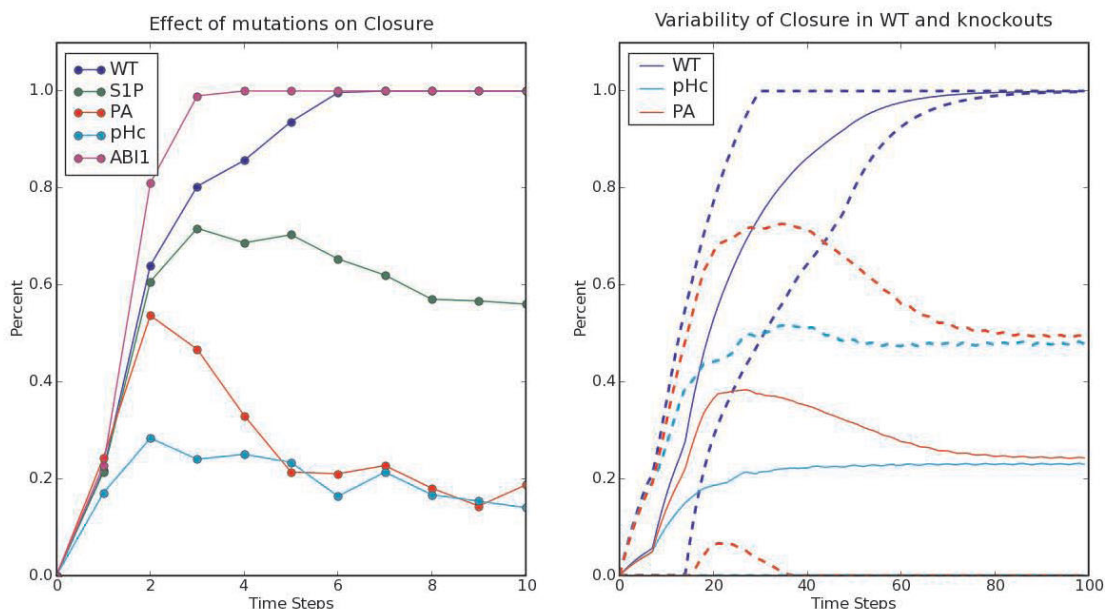 Effect of mutations on Closure
WT
S1P
PA
pHc
ABI1
Percent
1.0
0.8
0.6
0.4
0.2
0.0
0
2
4
6
8
10
Time Steps
Variability of Closure in WT and knockouts
WT
pHc
PA
Percent
1.0
0.8
0.6
0.4
0.2
0.0
0
20
40
60
80
100
Time Steps